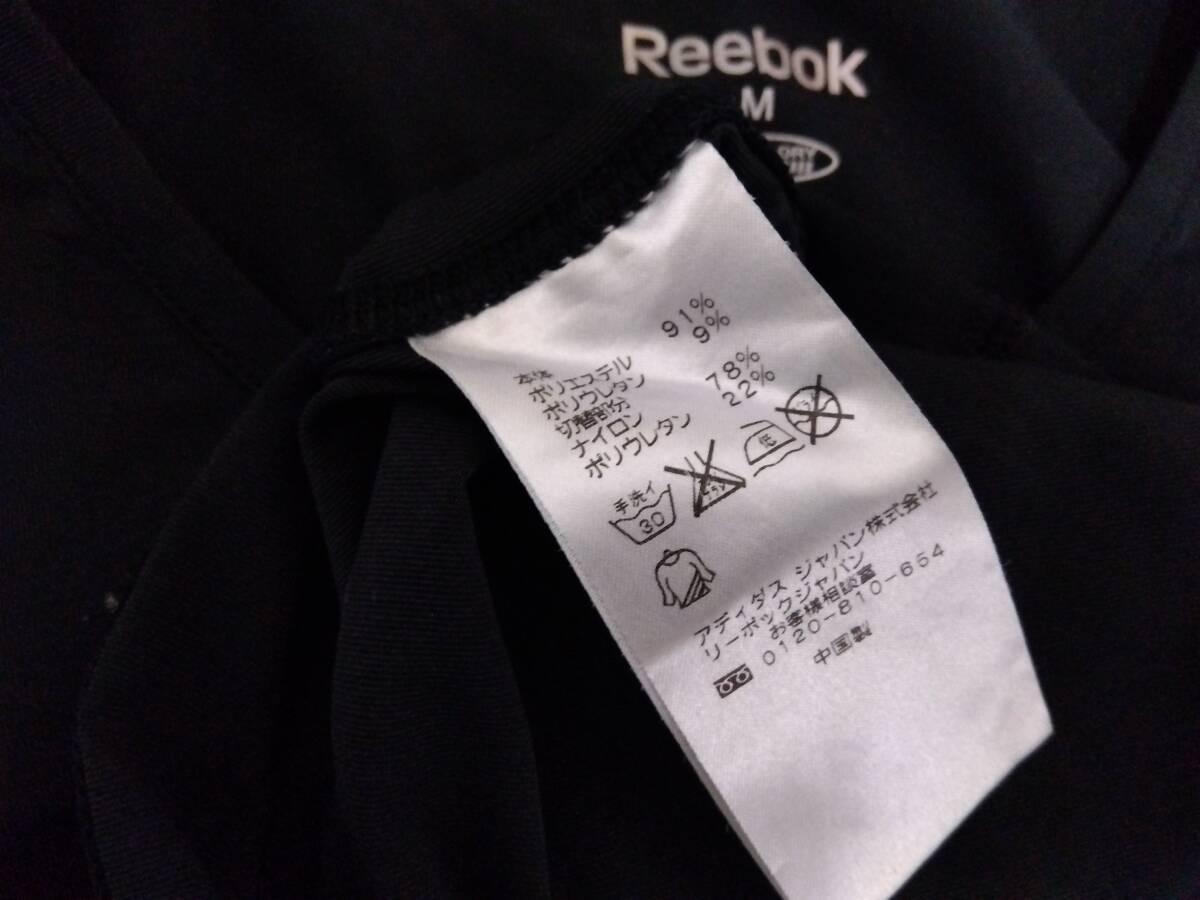 Reebok
M
DRY
本体
ポリエステル 91%
ポリウレタン 9%
切替部分
ナイロン 78%
ポリウレタン 22%
手洗イ
30
低
アディダス ジャパン株式会社
リーボックジャパン
お客様相談室
0120-810-654
中国製